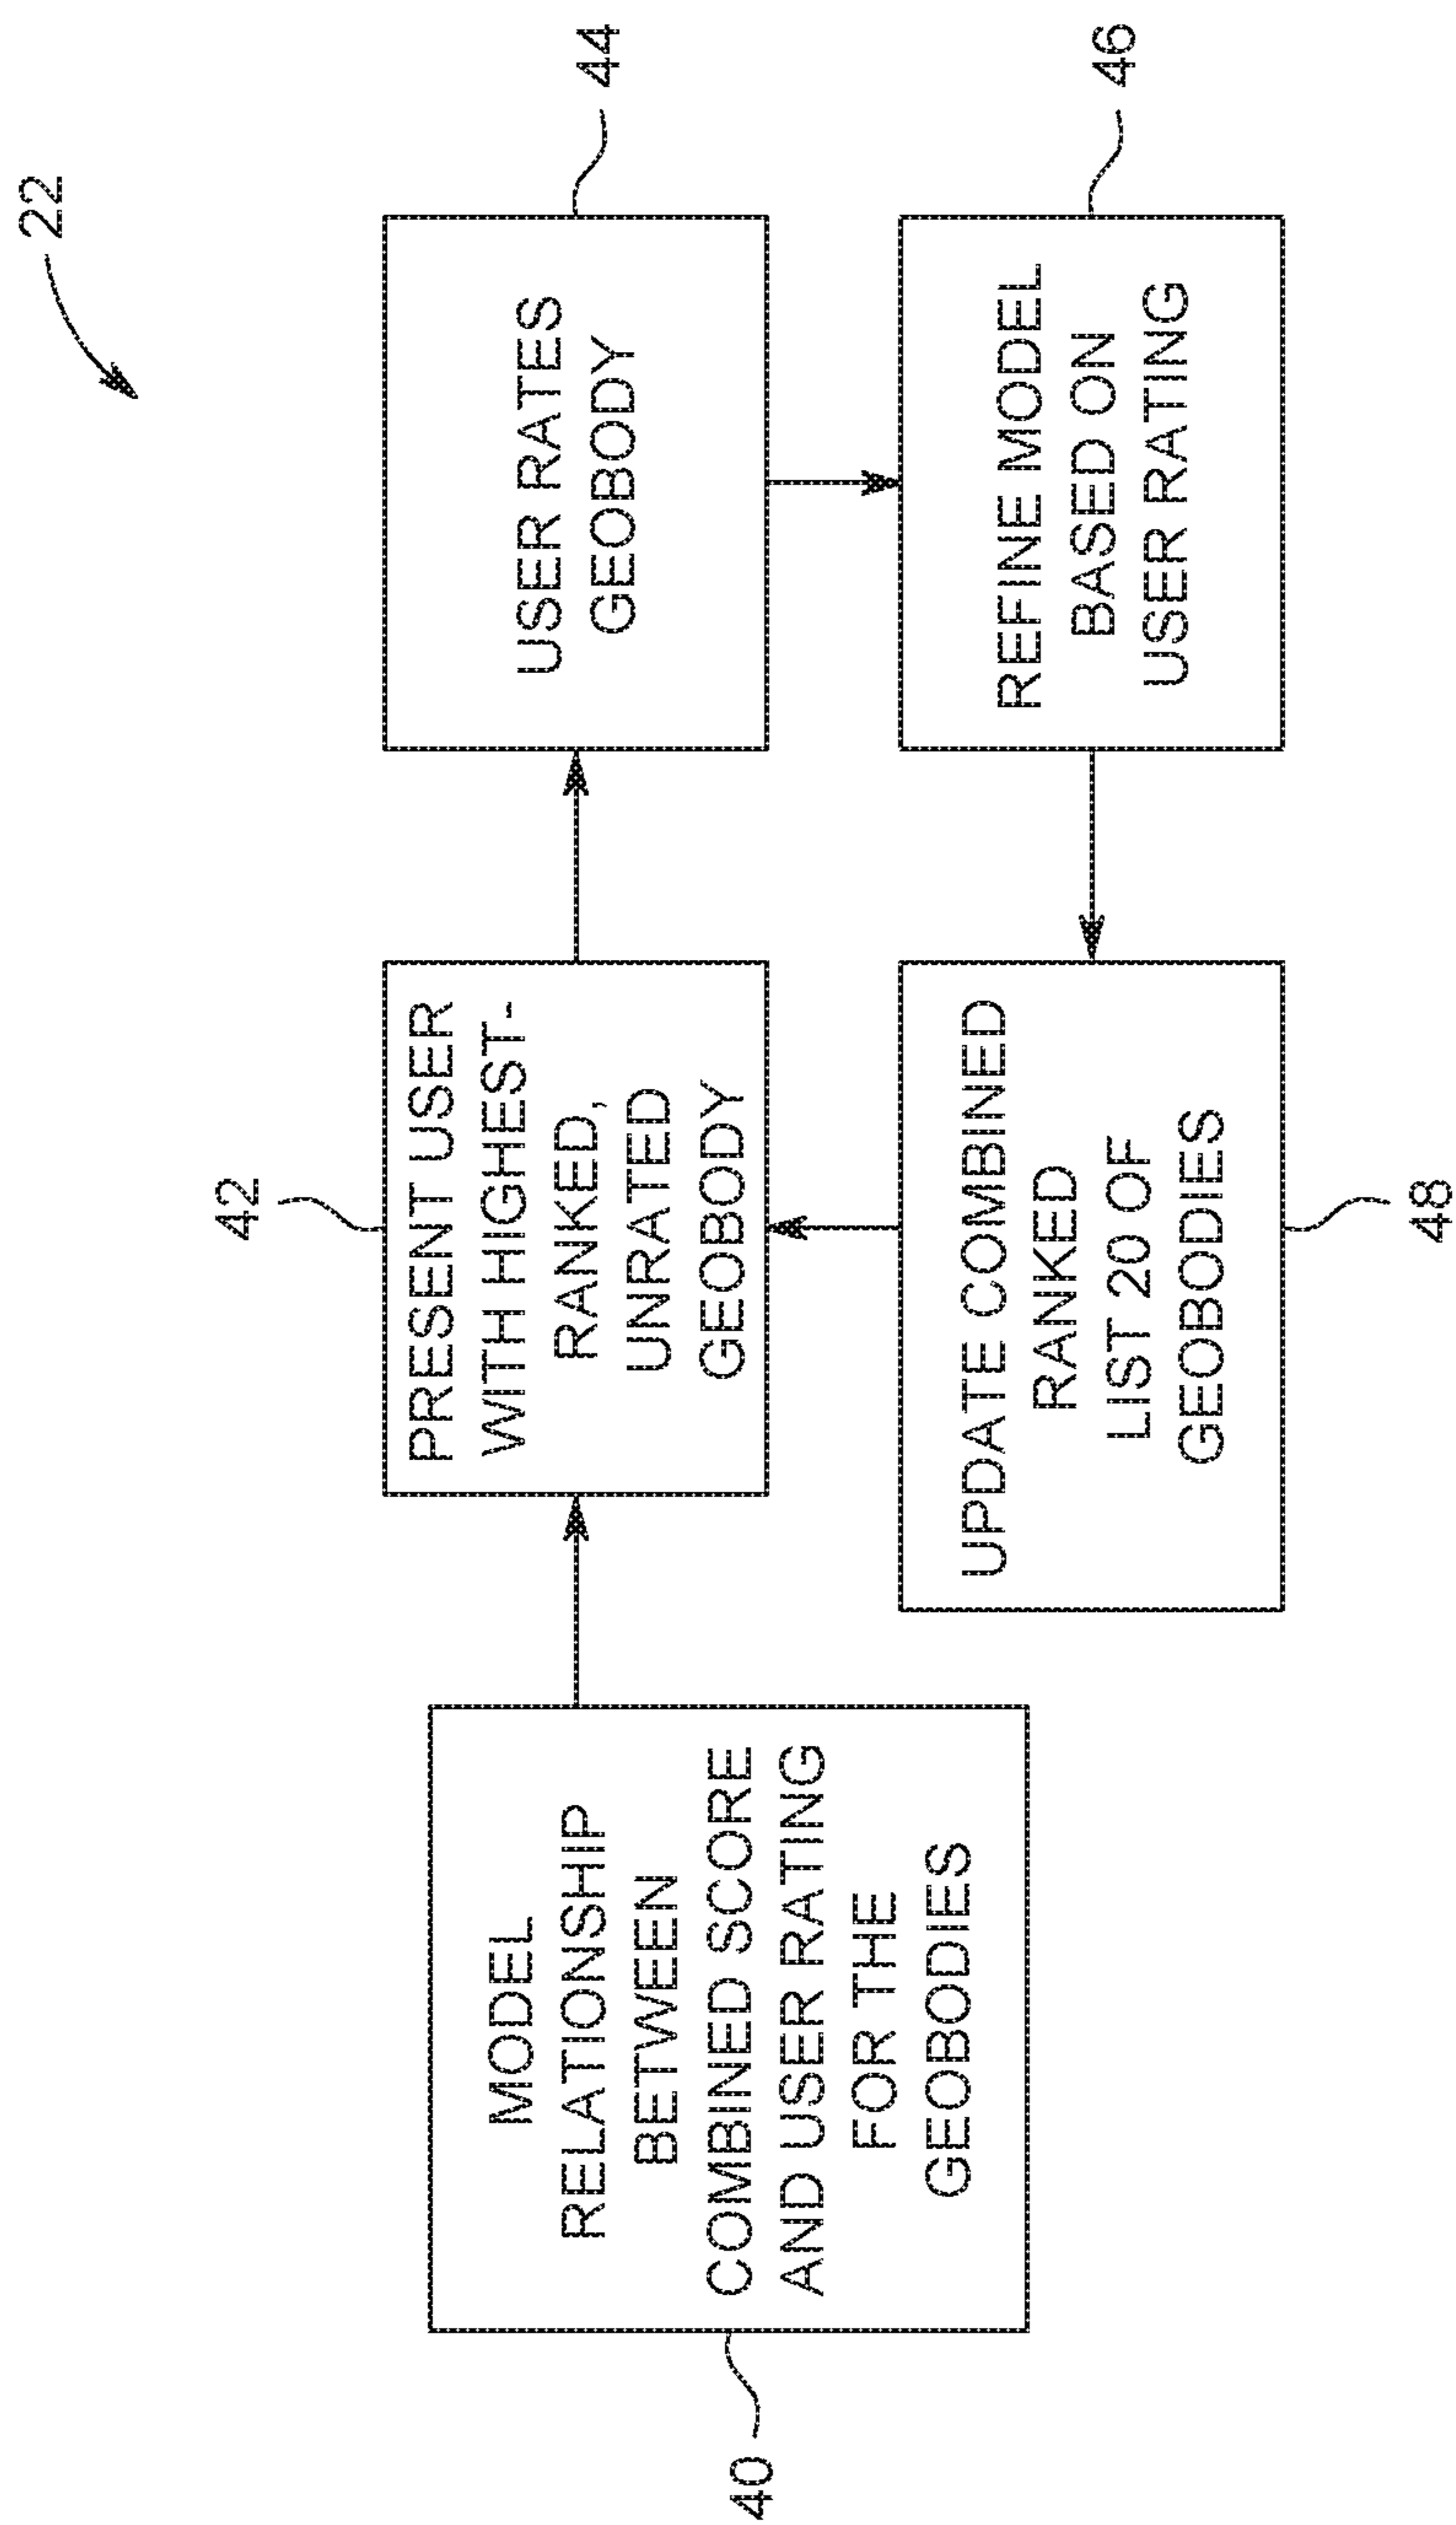 22
40
MODEL
RELATIONSHIP
BETWEEN
COMBINED SCORE
AND USER RATING
FOR THE
GEOBODIES
42
PRESENT USER
WITH HIGHEST-
RANKED,
UNRATED
GEOBODY
USER RATES
GEOBODY
44
UPDATE COMBINED
RANKED
LIST 20 OF
GEOBODIES
48
REFINE MODEL
BASED ON
USER RATING
46